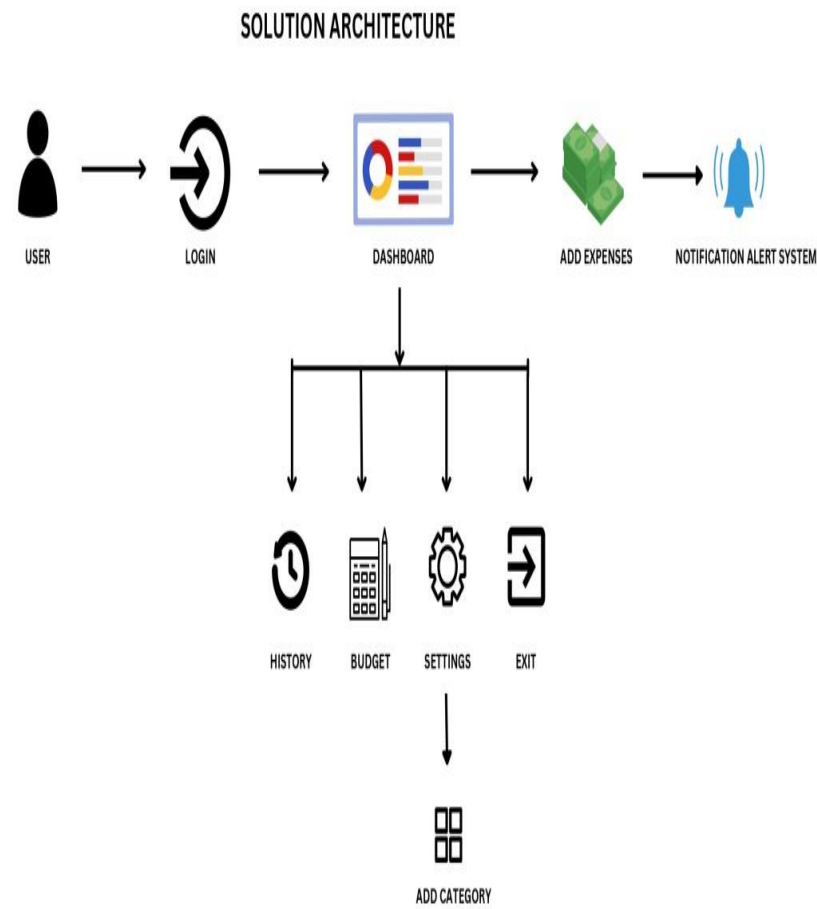 SOLUTION ARCHITECTURE
USER
LOGIN
DASHBOARD
ADD EXPENSES
NOTIFICATION ALERT SYSTEM
HISTORY
BUDGET
SETTINGS
EXIT
ADD CATEGORY